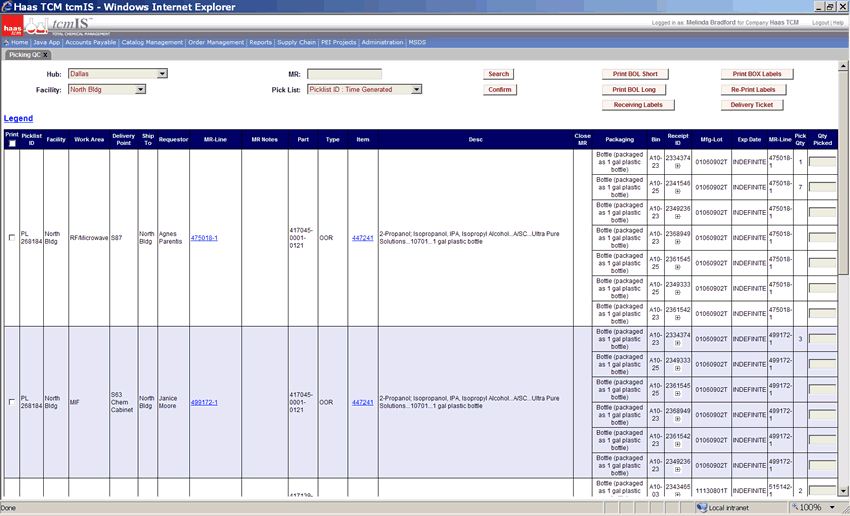 Haas TCM tcmIS - Windows Internet Explorer
haas TCM tcmIS
TOTAL CHEMICAL MANAGEMENT
Logged in as: Melinda Bradford for Company Haas TCM Logout | Help
Home | Java App | Accounts Payable | Catalog Management | Order Management | Reports | Supply Chain | PEI Projects | Administration | MSDS
Picking QC X
Hub: Dallas MR: Search Print BOL Short Print BOX Labels
Facility: North Bldg Pick List: Picklist ID : Time Generated Confirm Print BOL Long Re-Print Labels
Receiving Labels Delivery Ticket
Legend
Print Picklist ID Facility Work Area Delivery Point Ship To Requestor MR-Line MR Notes Part Type Item Desc Close MR Packaging Bin Receipt ID Mfg-Lot Exp Date MR-Line Pick Qty Qty Picked
PL 268184 North Bldg RF/Microwave S87 North Bldg Agnes Parentis 475018-1 417045-0001-0121 OOR 447241 2-Propanol; Isopropanol, IPA, Isopropyl Alcohol...A/SC...Ultra Pure Solutions...10701...1 gal plastic bottle
Bottle (packaged as 1 gal plastic bottle) A10-23 2334374 01060902T INDEFINITE 475018-1 1
Bottle (packaged as 1 gal plastic bottle) A10-25 2341546 01060902T INDEFINITE 475018-1 7
Bottle (packaged as 1 gal plastic bottle) A10-23 2349236 01060902T INDEFINITE 475018-1
Bottle (packaged as 1 gal plastic bottle) A10-23 2368949 01060902T INDEFINITE 475018-1
Bottle (packaged as 1 gal plastic bottle) A10-25 2361545 01060902T INDEFINITE 475018-1
Bottle (packaged as 1 gal plastic bottle) A10-25 2349333 01060902T INDEFINITE 475018-1
Bottle (packaged as 1 gal plastic bottle) A10-23 2361542 01060902T INDEFINITE 475018-1
PL 268184 North Bldg MIF S63 Chem Cabinet North Bldg Janice Moore 499172-1 417045-0001-0121 OOR 447241 2-Propanol; Isopropanol, IPA, Isopropyl Alcohol...A/SC...Ultra Pure Solutions...10701...1 gal plastic bottle
Bottle (packaged as 1 gal plastic bottle) A10-23 2334374 01060902T INDEFINITE 499172-1 3
Bottle (packaged as 1 gal plastic bottle) A10-25 2349333 01060902T INDEFINITE 499172-1
Bottle (packaged as 1 gal plastic bottle) A10-25 2361545 01060902T INDEFINITE 499172-1
Bottle (packaged as 1 gal plastic bottle) A10-23 2368949 01060902T INDEFINITE 499172-1
Bottle (packaged as 1 gal plastic bottle) A10-23 2361542 01060902T INDEFINITE 499172-1
Bottle (packaged as 1 gal plastic bottle) A10-23 2349236 01060902T INDEFINITE 499172-1
Bottle (packaged as 1 gal plastic A10-03 2343465 11130801T INDEFINITE 515142-1 2
Done Local intranet 100%